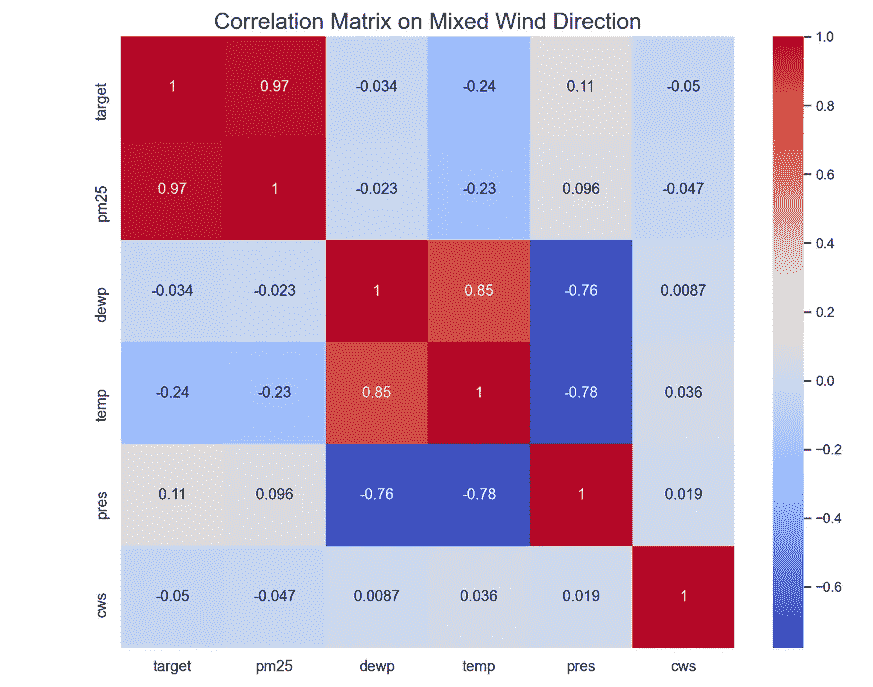 Correlation Matrix on Mixed Wind Direction
target 1 0.97 -0.034 -0.24 0.11 -0.05
pm25 0.97 1 -0.023 -0.23 0.096 -0.047
dewp -0.034 -0.023 1 0.85 -0.76 0.0087
temp -0.24 -0.23 0.85 1 -0.78 0.036
pres 0.11 0.096 -0.76 -0.78 1 0.019
cws -0.05 -0.047 0.0087 0.036 0.019 1
target pm25 dewp temp pres cws
1.0
0.8
0.6
0.4
0.2
0.0
−0.2
−0.4
−0.6